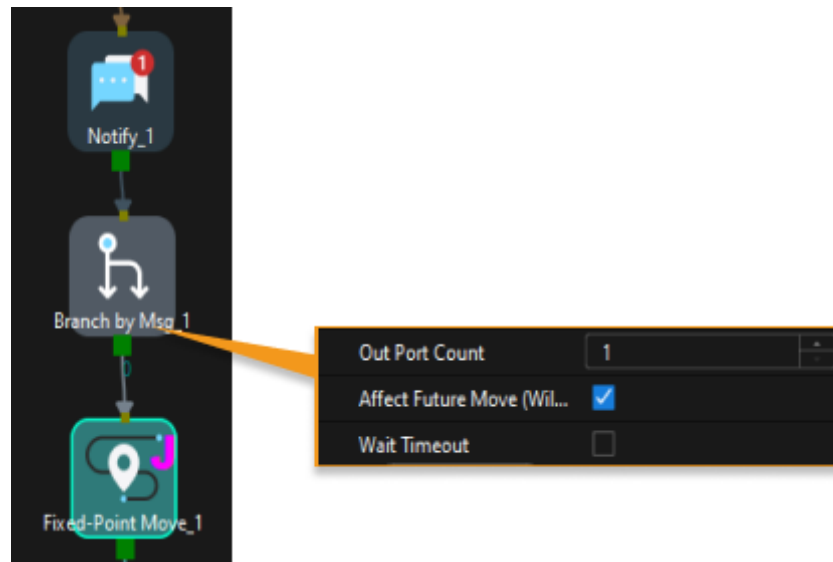 1
Notify_1
Branch by Msg_1
0
Fixed-Point Move_1
J
Out Port Count 1
Affect Future Move (Wil...
Wait Timeout